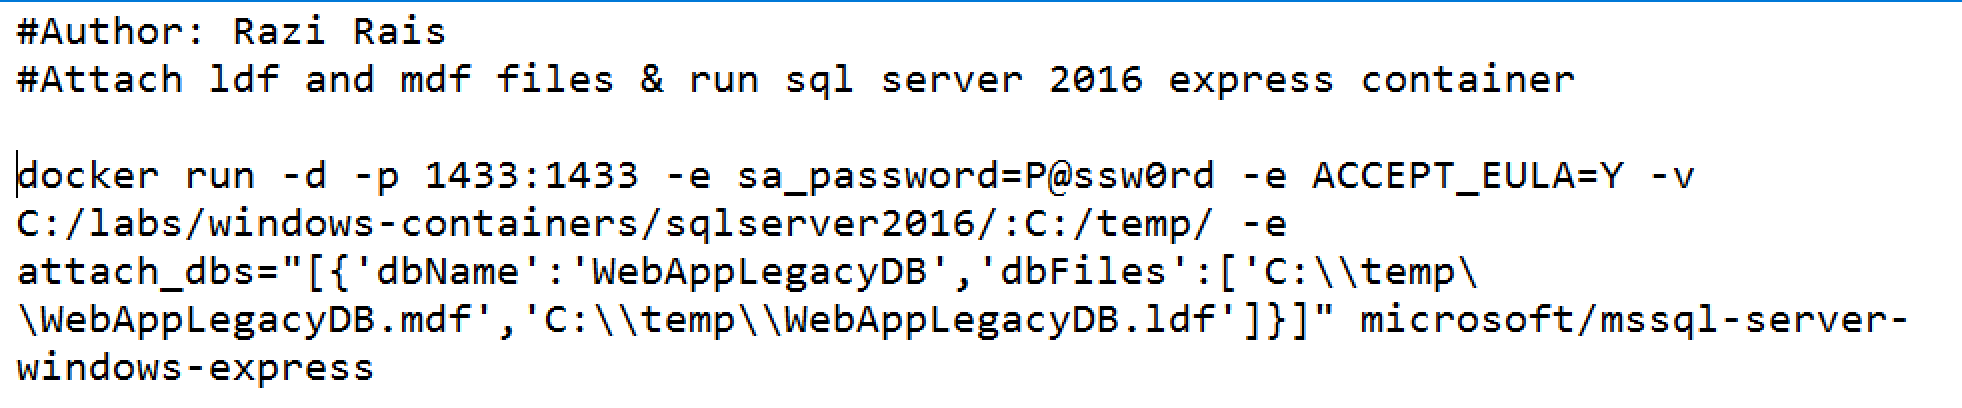 #Author: Razi Rais
#Attach ldf and mdf files & run sql server 2016 express container
docker run -d -p 1433:1433 -e sa_password=P@ssw0rd -e ACCEPT_EULA=Y -v
C:/labs/windows-containers/sqlserver2016/:C:/temp/ -e
attach_dbs="[{'dbName':'WebAppLegacyDB','dbFiles':['C:\\temp\
\WebAppLegacyDB.mdf','C:\\temp\\WebAppLegacyDB.ldf']}]" microsoft/mssql-server-
windows-express